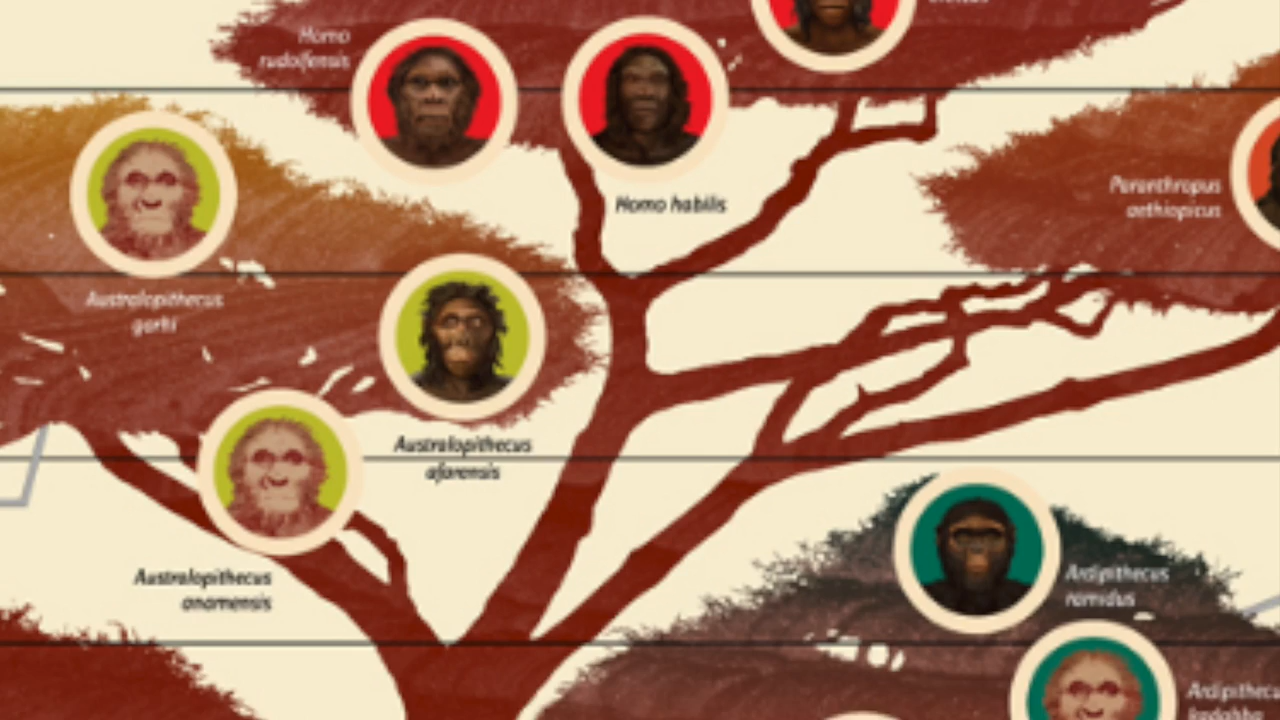 Homo
rudolfensis
Homo habilis
Paranthropus
aethiopicus
Australopithecus
garhi
Australopithecus
afarensis
Australopithecus
anamensis
Ardipithecus
ramidus